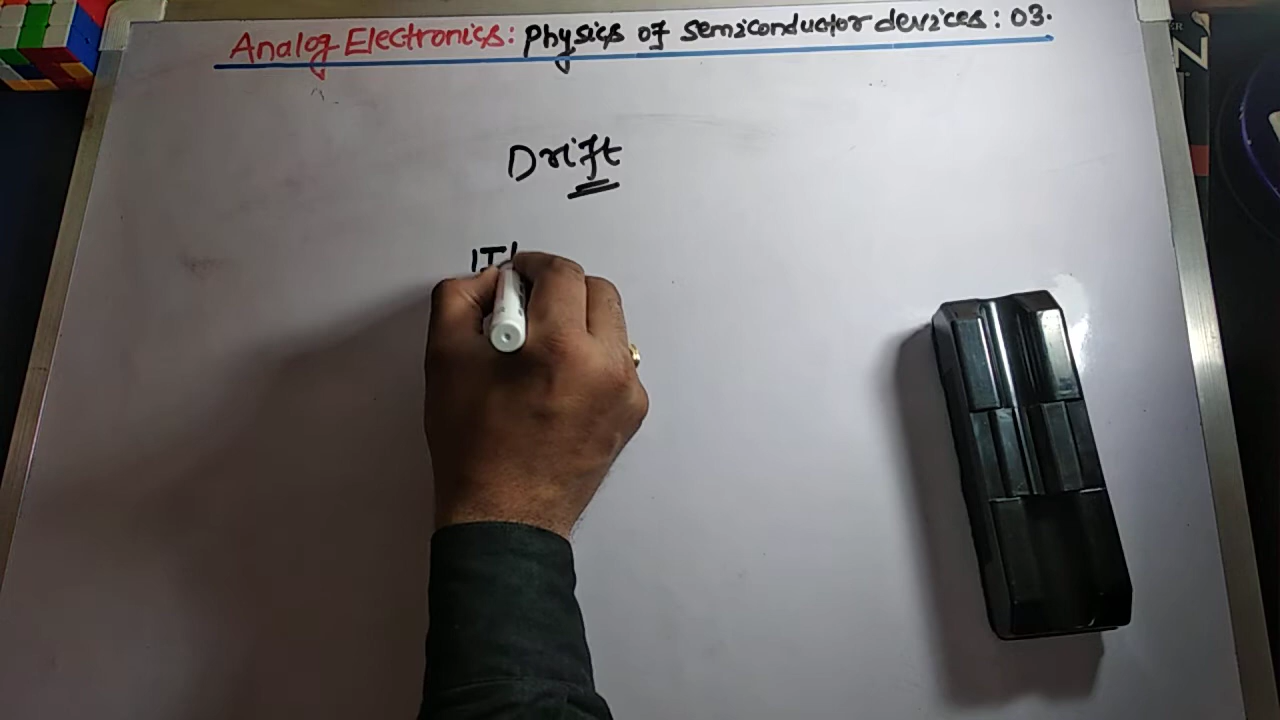 Analog Electronics: Physics of semiconductor devices: 03.
Drift